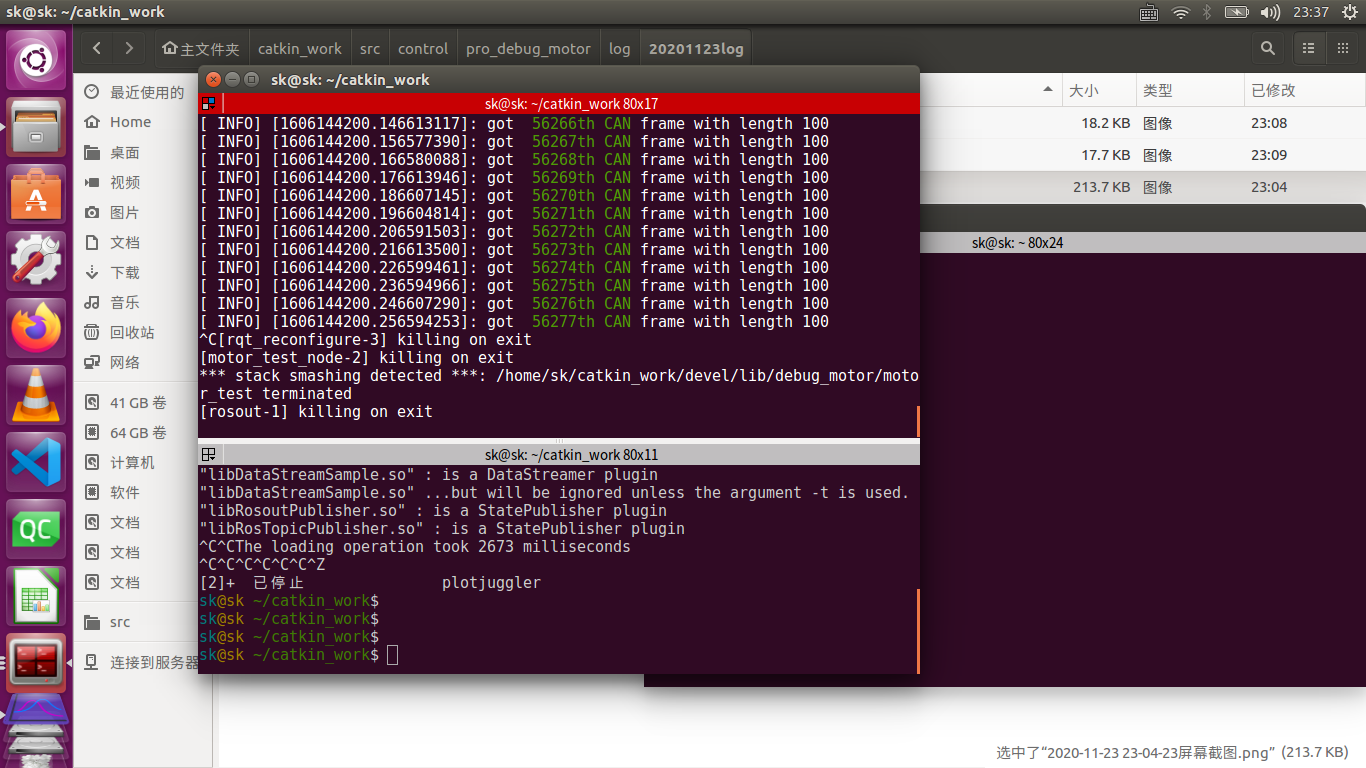 sk@sk: ~/catkin_work
23:37
主文件夹 catkin_work src control pro_debug_motor log 20201123log
最近使用的
Home
桌面
视频
图片
文档
下载
音乐
回收站
网络
41 GB 卷
64 GB 卷
计算机
软件
文档
文档
文档
src
连接到服务器
大小 类型 已修改
18.2 KB 图像 23:08
17.7 KB 图像 23:09
213.7 KB 图像 23:04
sk@sk: ~/catkin_work
sk@sk: ~/catkin_work 80x17
[ INFO] [1606144200.146613117]: got  56266th CAN frame with length 100
[ INFO] [1606144200.156577390]: got  56267th CAN frame with length 100
[ INFO] [1606144200.166580088]: got  56268th CAN frame with length 100
[ INFO] [1606144200.176613946]: got  56269th CAN frame with length 100
[ INFO] [1606144200.186607145]: got  56270th CAN frame with length 100
[ INFO] [1606144200.196604814]: got  56271th CAN frame with length 100
[ INFO] [1606144200.206591503]: got  56272th CAN frame with length 100
[ INFO] [1606144200.216613500]: got  56273th CAN frame with length 100
[ INFO] [1606144200.226599461]: got  56274th CAN frame with length 100
[ INFO] [1606144200.236594966]: got  56275th CAN frame with length 100
[ INFO] [1606144200.246607290]: got  56276th CAN frame with length 100
[ INFO] [1606144200.256594253]: got  56277th CAN frame with length 100
^C[rqt_reconfigure-3] killing on exit
[motor_test_node-2] killing on exit
*** stack smashing detected ***: /home/sk/catkin_work/devel/lib/debug_motor/moto
r_test terminated
[rosout-1] killing on exit
sk@sk: ~/catkin_work 80x11
"libDataStreamSample.so" : is a DataStreamer plugin
"libDataStreamSample.so" ...but will be ignored unless the argument -t is used.
"libRosoutPublisher.so" : is a StatePublisher plugin
"libRosTopicPublisher.so" : is a StatePublisher plugin
^C^CThe loading operation took 2673 milliseconds
^C^C^C^C^C^C^C^Z
[2]+  已停止               plotjuggler
sk@sk ~/catkin_work$
sk@sk ~/catkin_work$
sk@sk ~/catkin_work$
sk@sk ~/catkin_work$
sk@sk: ~ 80x24
QC
选中了“2020-11-23 23-04-23屏幕截图.png” (213.7 KB)